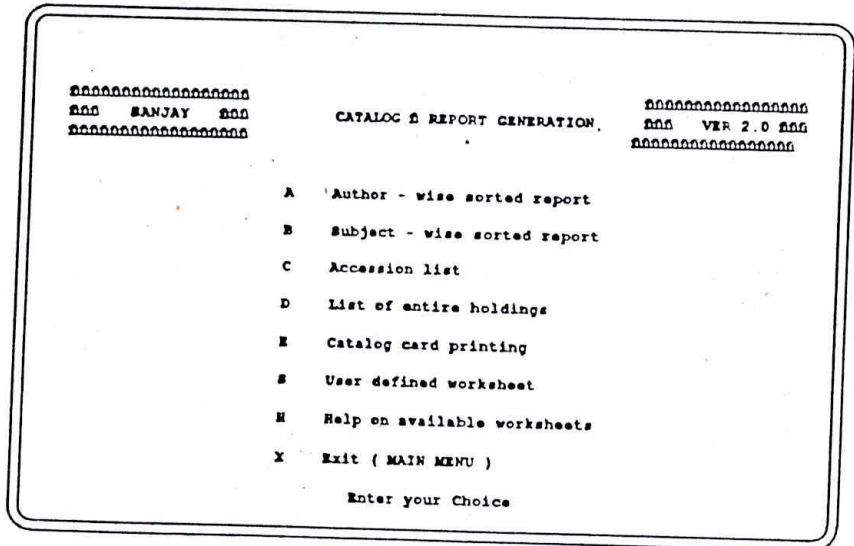 SANJAY CATALOG & REPORT GENERATION VER 2.0
A Author - wise sorted report
B Subject - wise sorted report
C Accession list
D List of entire holdings
E Catalog card printing
S User defined worksheet
H Help on available worksheets
X Exit ( MAIN MENU )
Enter your Choice